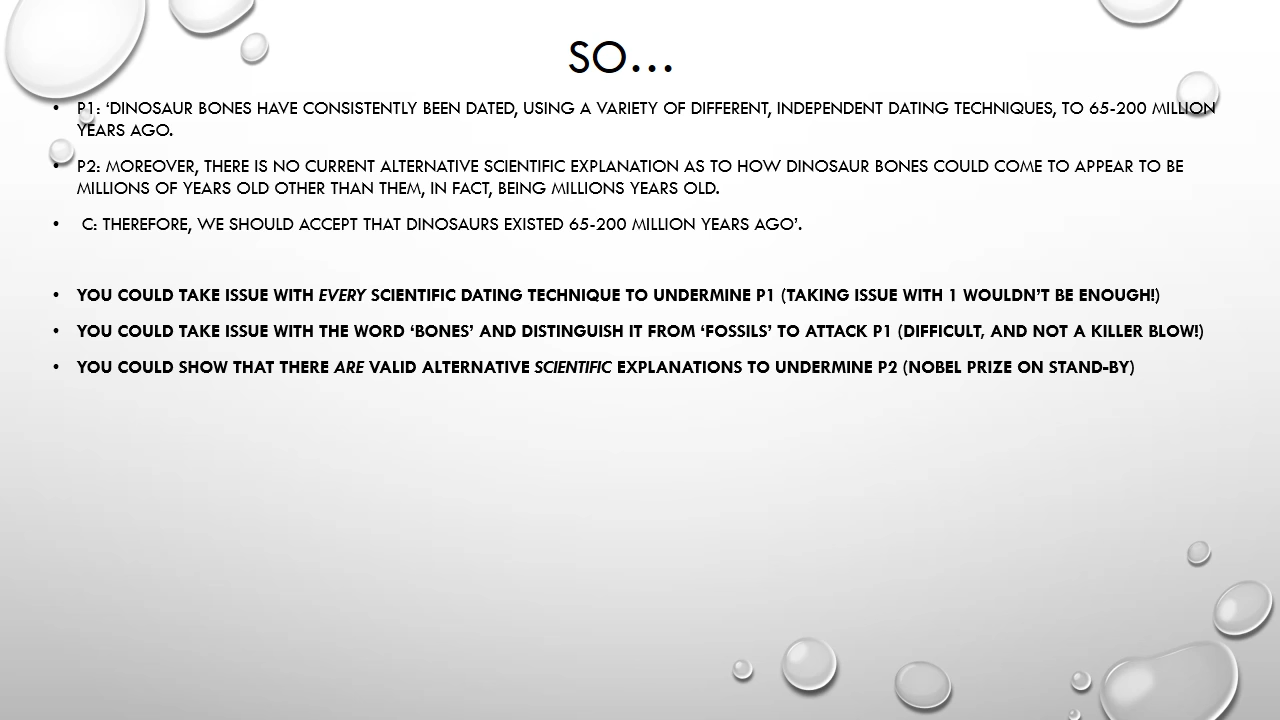 SO…
• P1: ‘DINOSAUR BONES HAVE CONSISTENTLY BEEN DATED, USING A VARIETY OF DIFFERENT, INDEPENDENT DATING TECHNIQUES, TO 65-200 MILLION
YEARS AGO.
• P2: MOREOVER, THERE IS NO CURRENT ALTERNATIVE SCIENTIFIC EXPLANATION AS TO HOW DINOSAUR BONES COULD COME TO APPEAR TO BE
MILLIONS OF YEARS OLD OTHER THAN THEM, IN FACT, BEING MILLIONS YEARS OLD.
• C: THEREFORE, WE SHOULD ACCEPT THAT DINOSAURS EXISTED 65-200 MILLION YEARS AGO’.
• YOU COULD TAKE ISSUE WITH EVERY SCIENTIFIC DATING TECHNIQUE TO UNDERMINE P1 (TAKING ISSUE WITH 1 WOULDN’T BE ENOUGH!)
• YOU COULD TAKE ISSUE WITH THE WORD ‘BONES’ AND DISTINGUISH IT FROM ‘FOSSILS’ TO ATTACK P1 (DIFFICULT, AND NOT A KILLER BLOW!)
• YOU COULD SHOW THAT THERE ARE VALID ALTERNATIVE SCIENTIFIC EXPLANATIONS TO UNDERMINE P2 (NOBEL PRIZE ON STAND-BY)